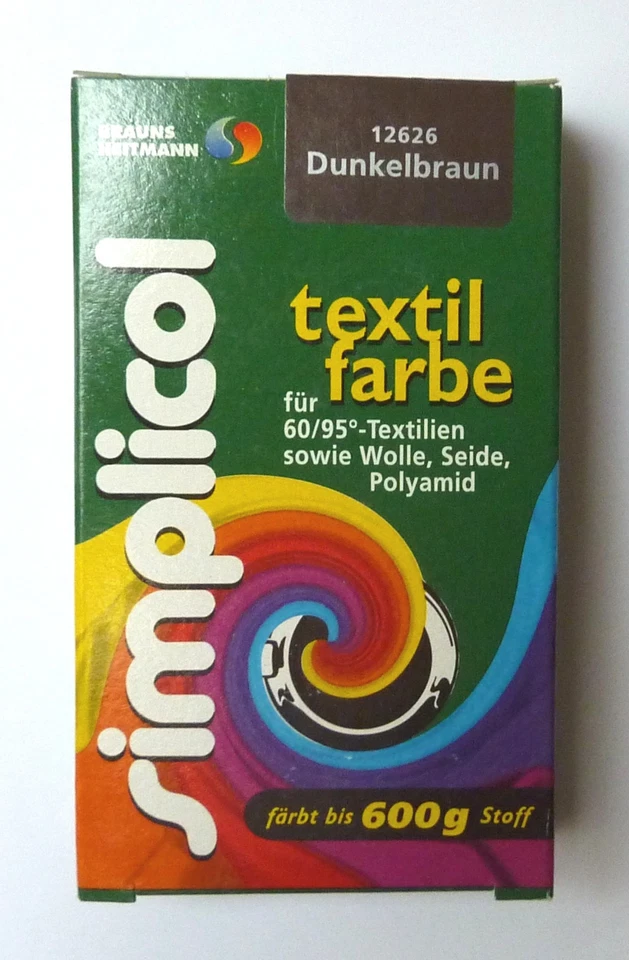 BRAUNS
HEITMANN
12626
Dunkelbraun
simplicol
textil
farbe
für
60/95°-Textilien
sowie Wolle, Seide,
Polyamid
färbt bis 600g Stoff